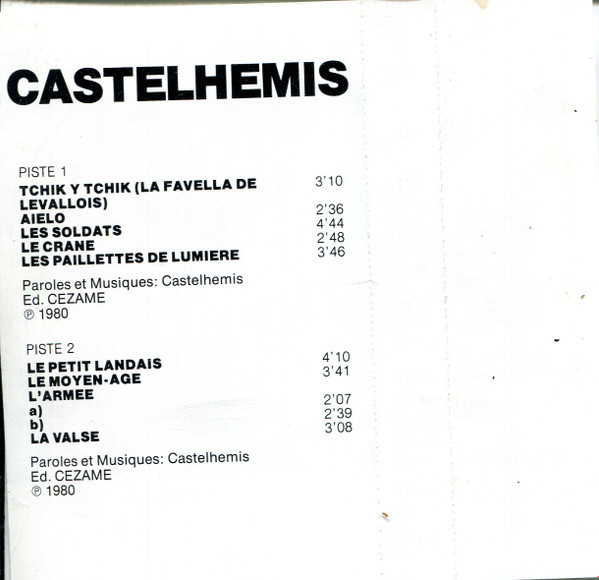 CASTELHEMIS
PISTE 1
TCHIK Y TCHIK (LA FAVELLA DE 3'10
LEVALLOIS)
AIELO 2'36
LES SOLDATS 4'44
LE CRANE 2'48
LES PAILLETTES DE LUMIERE 3'46
Paroles et Musiques: Castelhemis
Ed. CEZAME
℗ 1980
PISTE 2
LE PETIT LANDAIS 4'10
LE MOYEN-AGE 3'41
L'ARMEE
a) 2'07
b) 2'39
LA VALSE 3'08
Paroles et Musiques: Castelhemis
Ed. CEZAME
℗ 1980